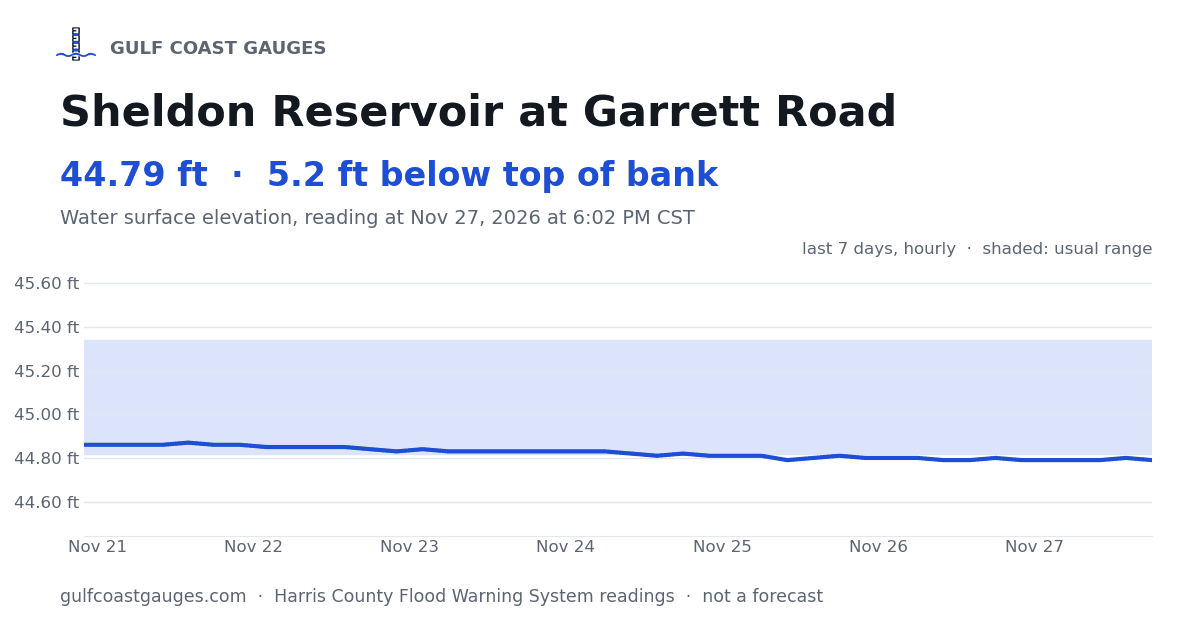 GULF COAST GAUGES
Sheldon Reservoir at Garrett Road
44.79 ft · 5.2 ft below top of bank
Water surface elevation, reading at Nov 27, 2026 at 6:02 PM CST
last 7 days, hourly · shaded: usual range
45.60 ft
45.40 ft
45.20 ft
45.00 ft
44.80 ft
44.60 ft
Nov 21 Nov 22 Nov 23 Nov 24 Nov 25 Nov 26 Nov 27
gulfcoastgauges.com · Harris County Flood Warning System readings · not a forecast